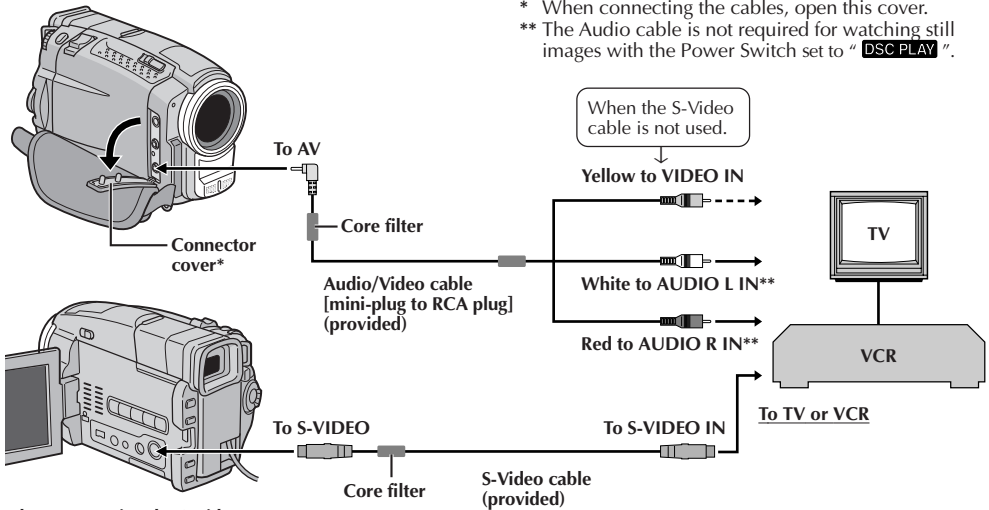 * When connecting the cables, open this cover.
** The Audio cable is not required for watching still
images with the Power Switch set to “ DSC PLAY ”.
When the S-Video
cable is not used.
To AV
Yellow to VIDEO IN
Core filter
TV
Connector
cover*
Audio/Video cable
[mini-plug to RCA plug]
(provided)
White to AUDIO L IN**
Red to AUDIO R IN**
VCR
To TV or VCR
To S-VIDEO
To S-VIDEO IN
Core filter
S-Video cable
(provided)